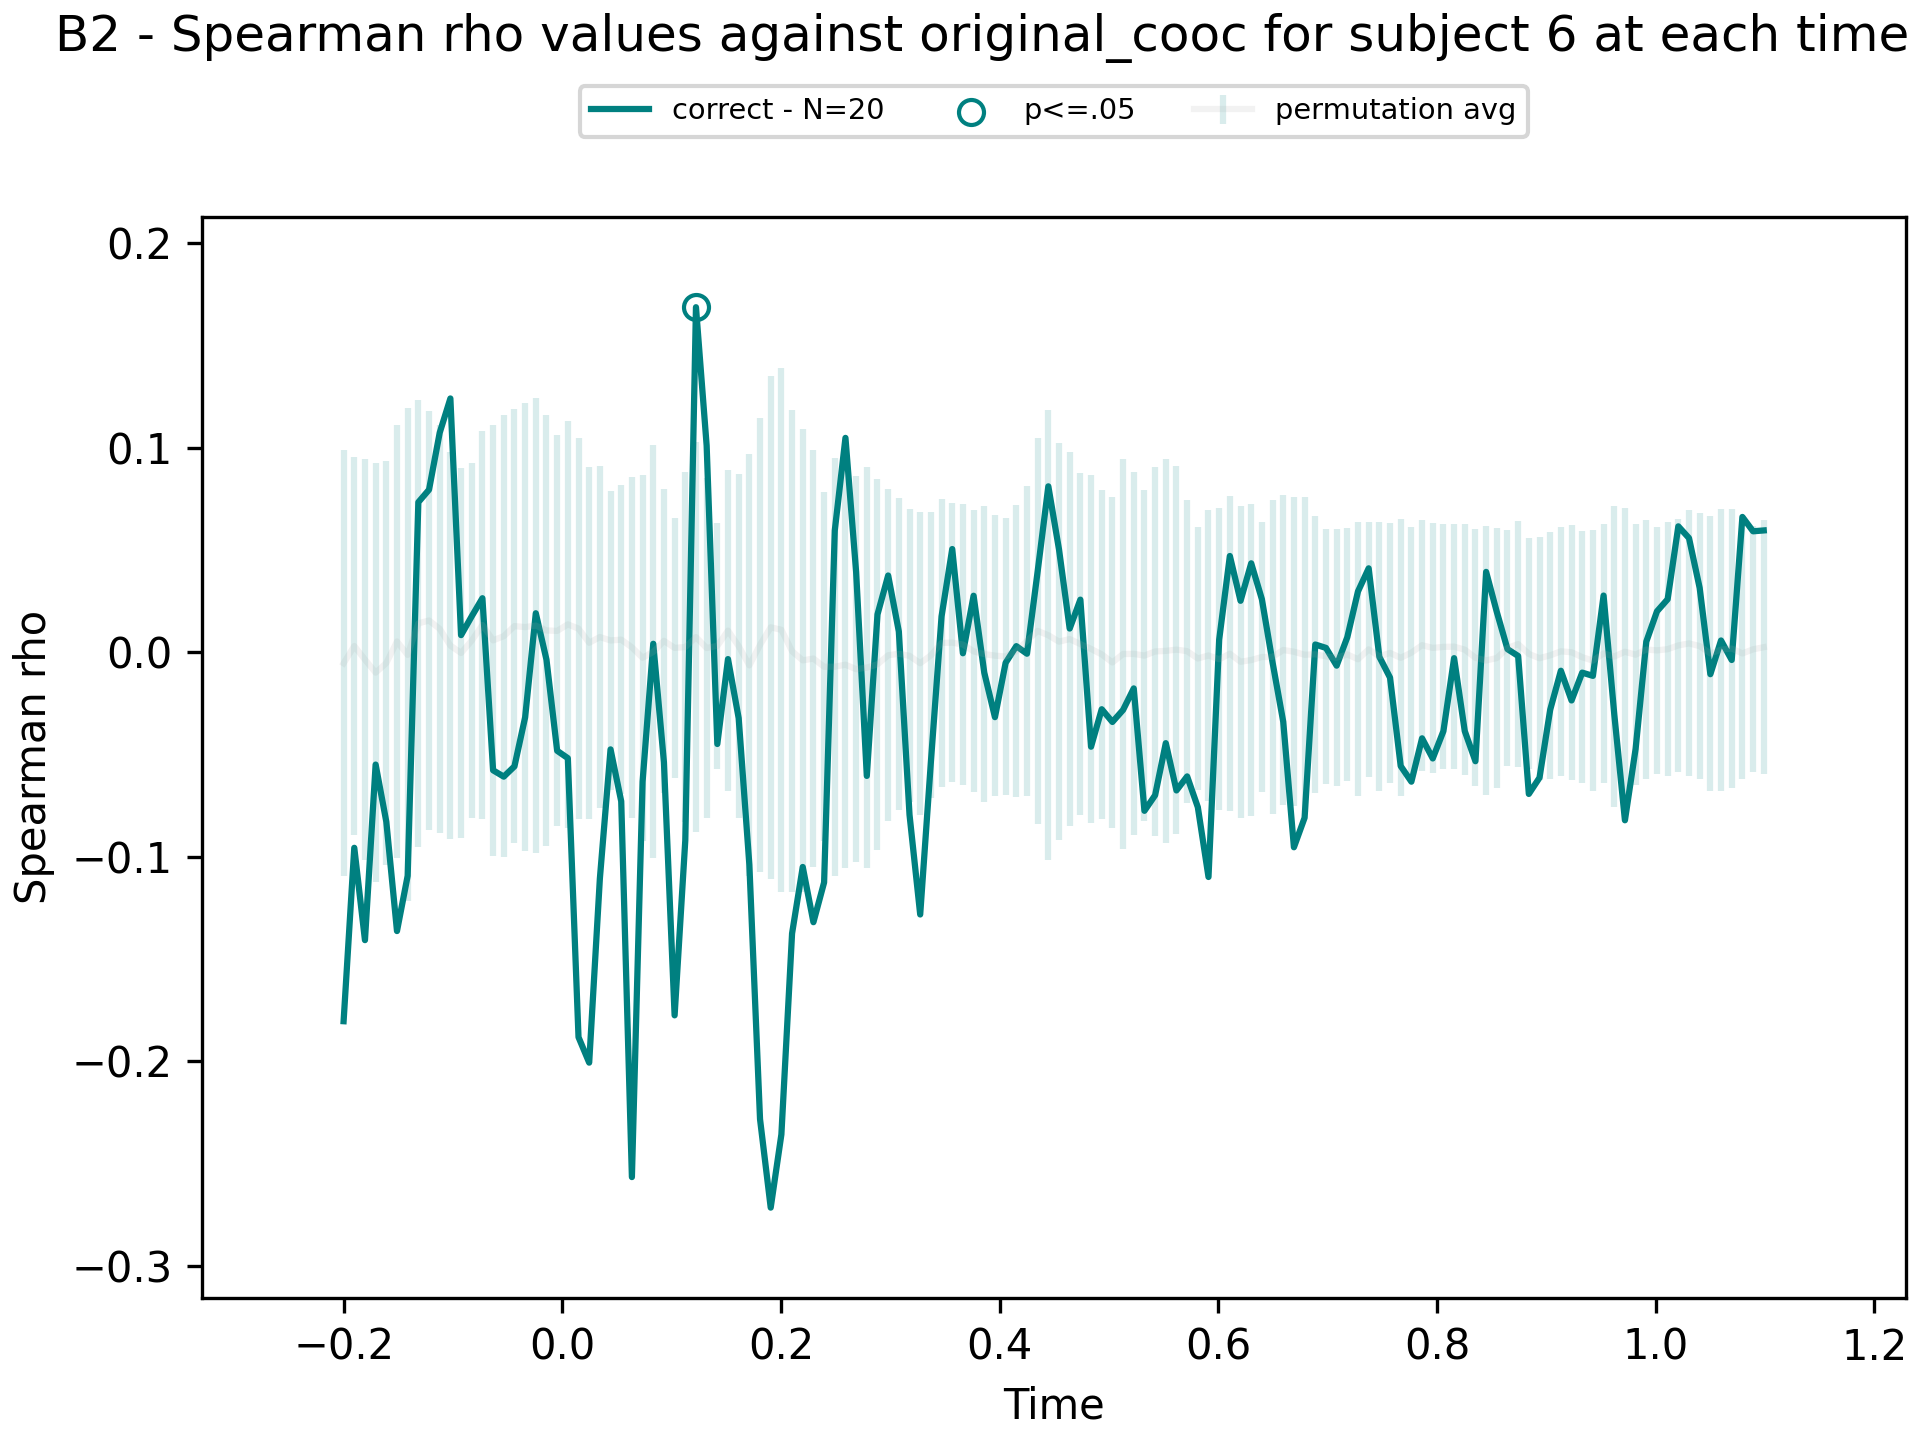 B2 - Spearman rho values against original_cooc for subject 6 at each time
correct - N=20 p<=.05 permutation avg
0.2
0.1
0.0
−0.1
−0.2
−0.3
Spearman rho
−0.2 0.0 0.2 0.4 0.6 0.8 1.0 1.2
Time